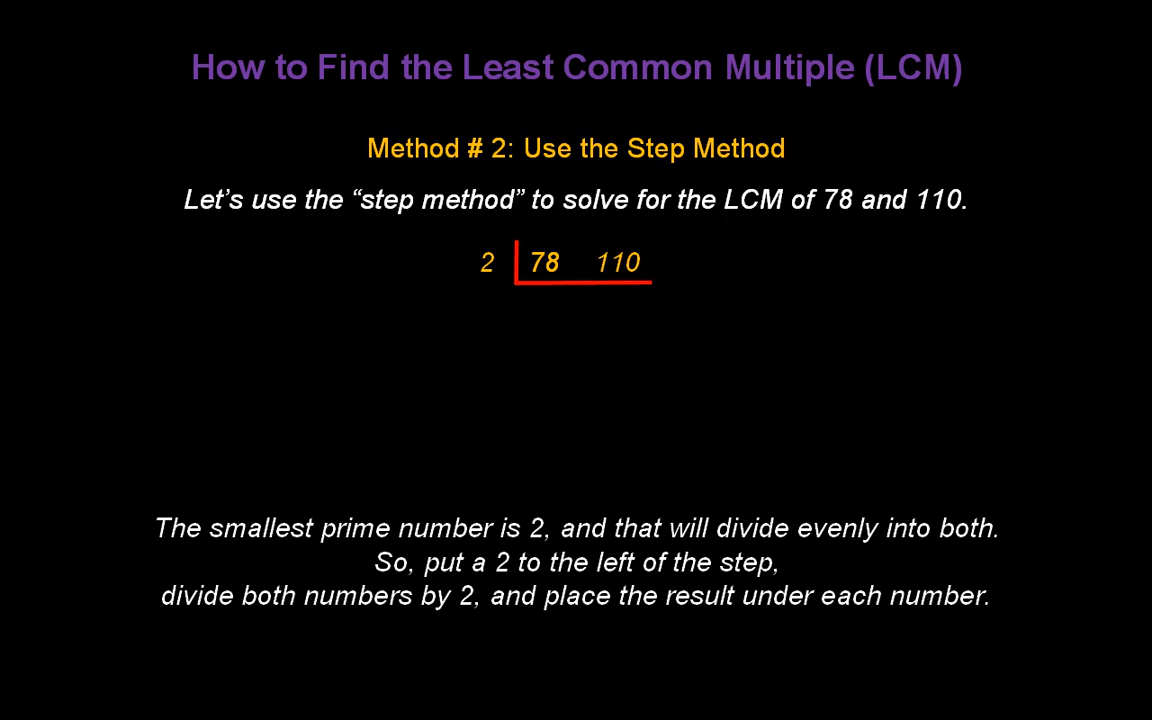 How to Find the Least Common Multiple (LCM)
Method # 2: Use the Step Method
Let’s use the “step method” to solve for the LCM of 78 and 110.
2 78 110
The smallest prime number is 2, and that will divide evenly into both.
So, put a 2 to the left of the step,
divide both numbers by 2, and place the result under each number.